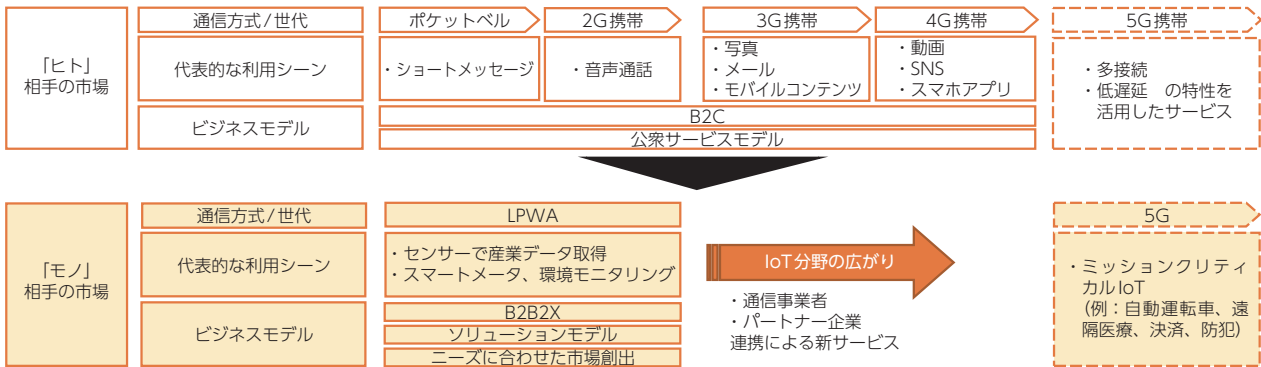 「ヒト」
相手の市場
通信方式/世代
ポケットベル
2G携帯
3G携帯
4G携帯
5G携帯
代表的な利用シーン
・ショートメッセージ
・音声通話
・写真
・メール
・モバイルコンテンツ
・動画
・SNS
・スマホアプリ
・多接続
・低遅延　の特性を
活用したサービス
ビジネスモデル
B2C
公衆サービスモデル
「モノ」
相手の市場
通信方式/世代
LPWA
5G
代表的な利用シーン
・センサーで産業データ取得
・スマートメータ、環境モニタリング
IoT分野の広がり
・通信事業者
・パートナー企業
連携による新サービス
・ミッションクリティ
カルIoT
(例：自動運転車、遠
隔医療、決済、防犯)
ビジネスモデル
B2B2X
ソリューションモデル
ニーズに合わせた市場創出